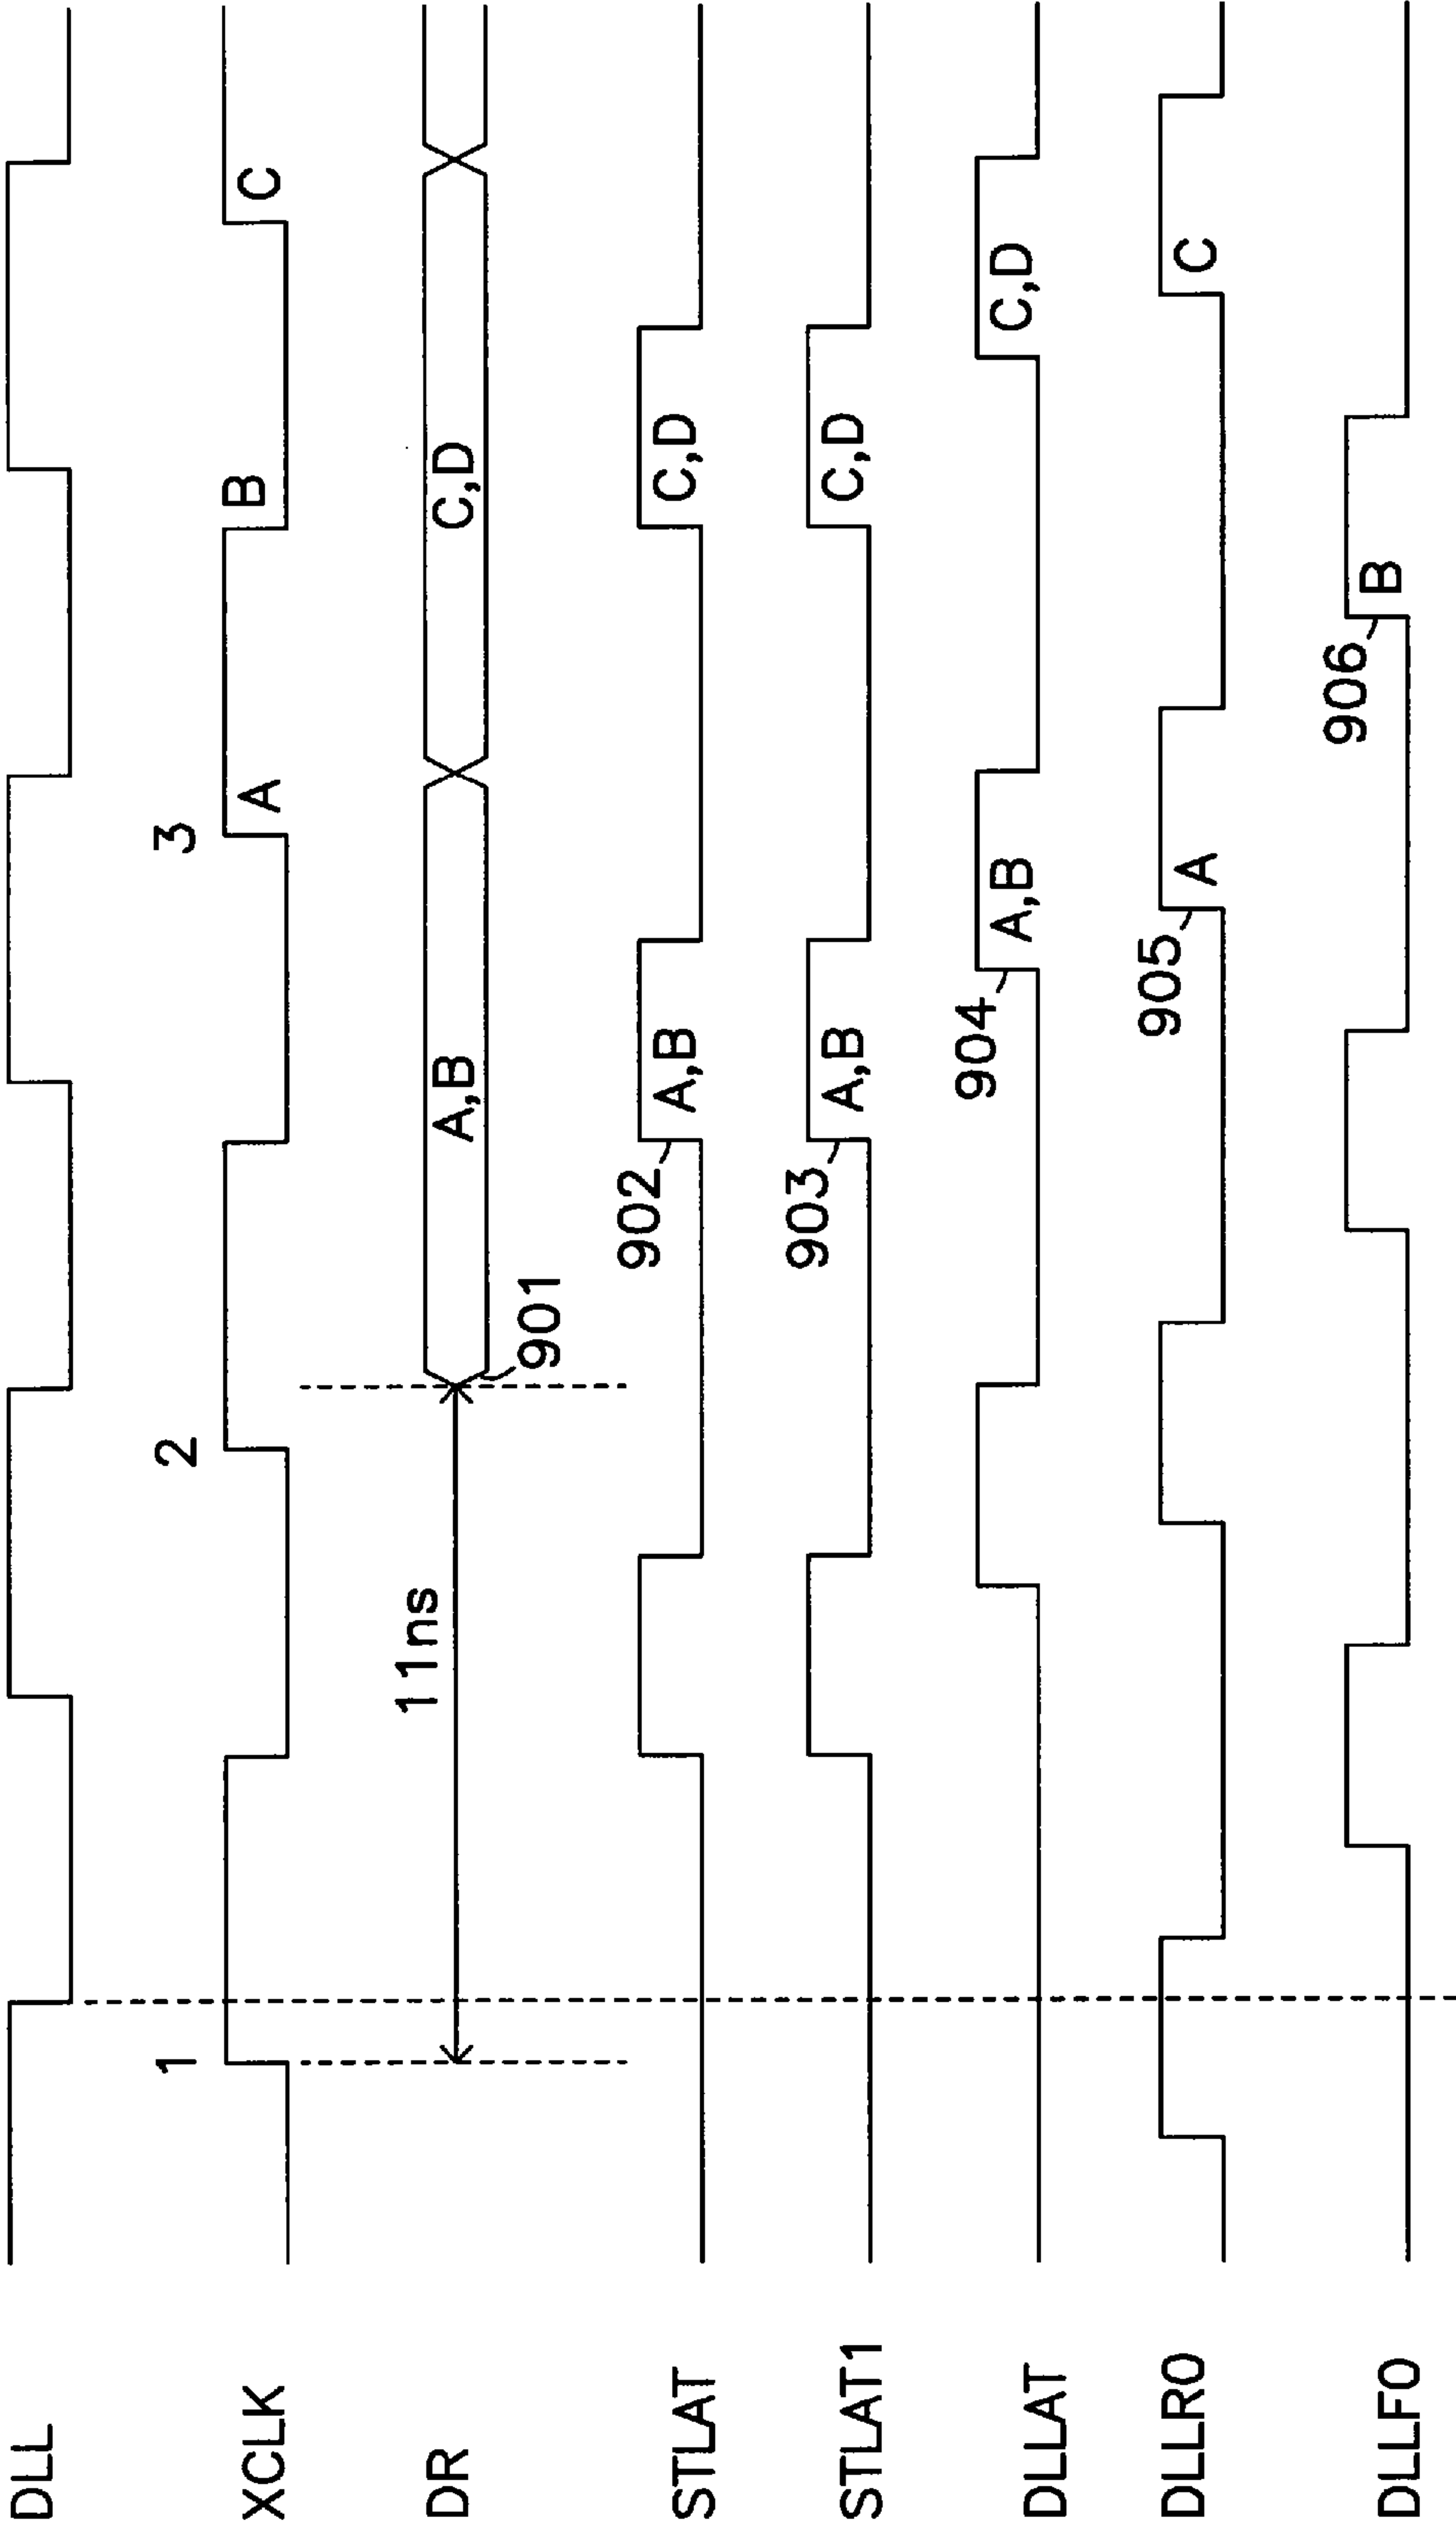 DLL
1 2 3
XCLK A B C
11ns
DR A,B C,D
901
STLAT 902 A,B C,D
STLAT1 903 A,B C,D
DLLAT 904 A,B C,D
DLLR0 905 A C
DLLF0 906 B